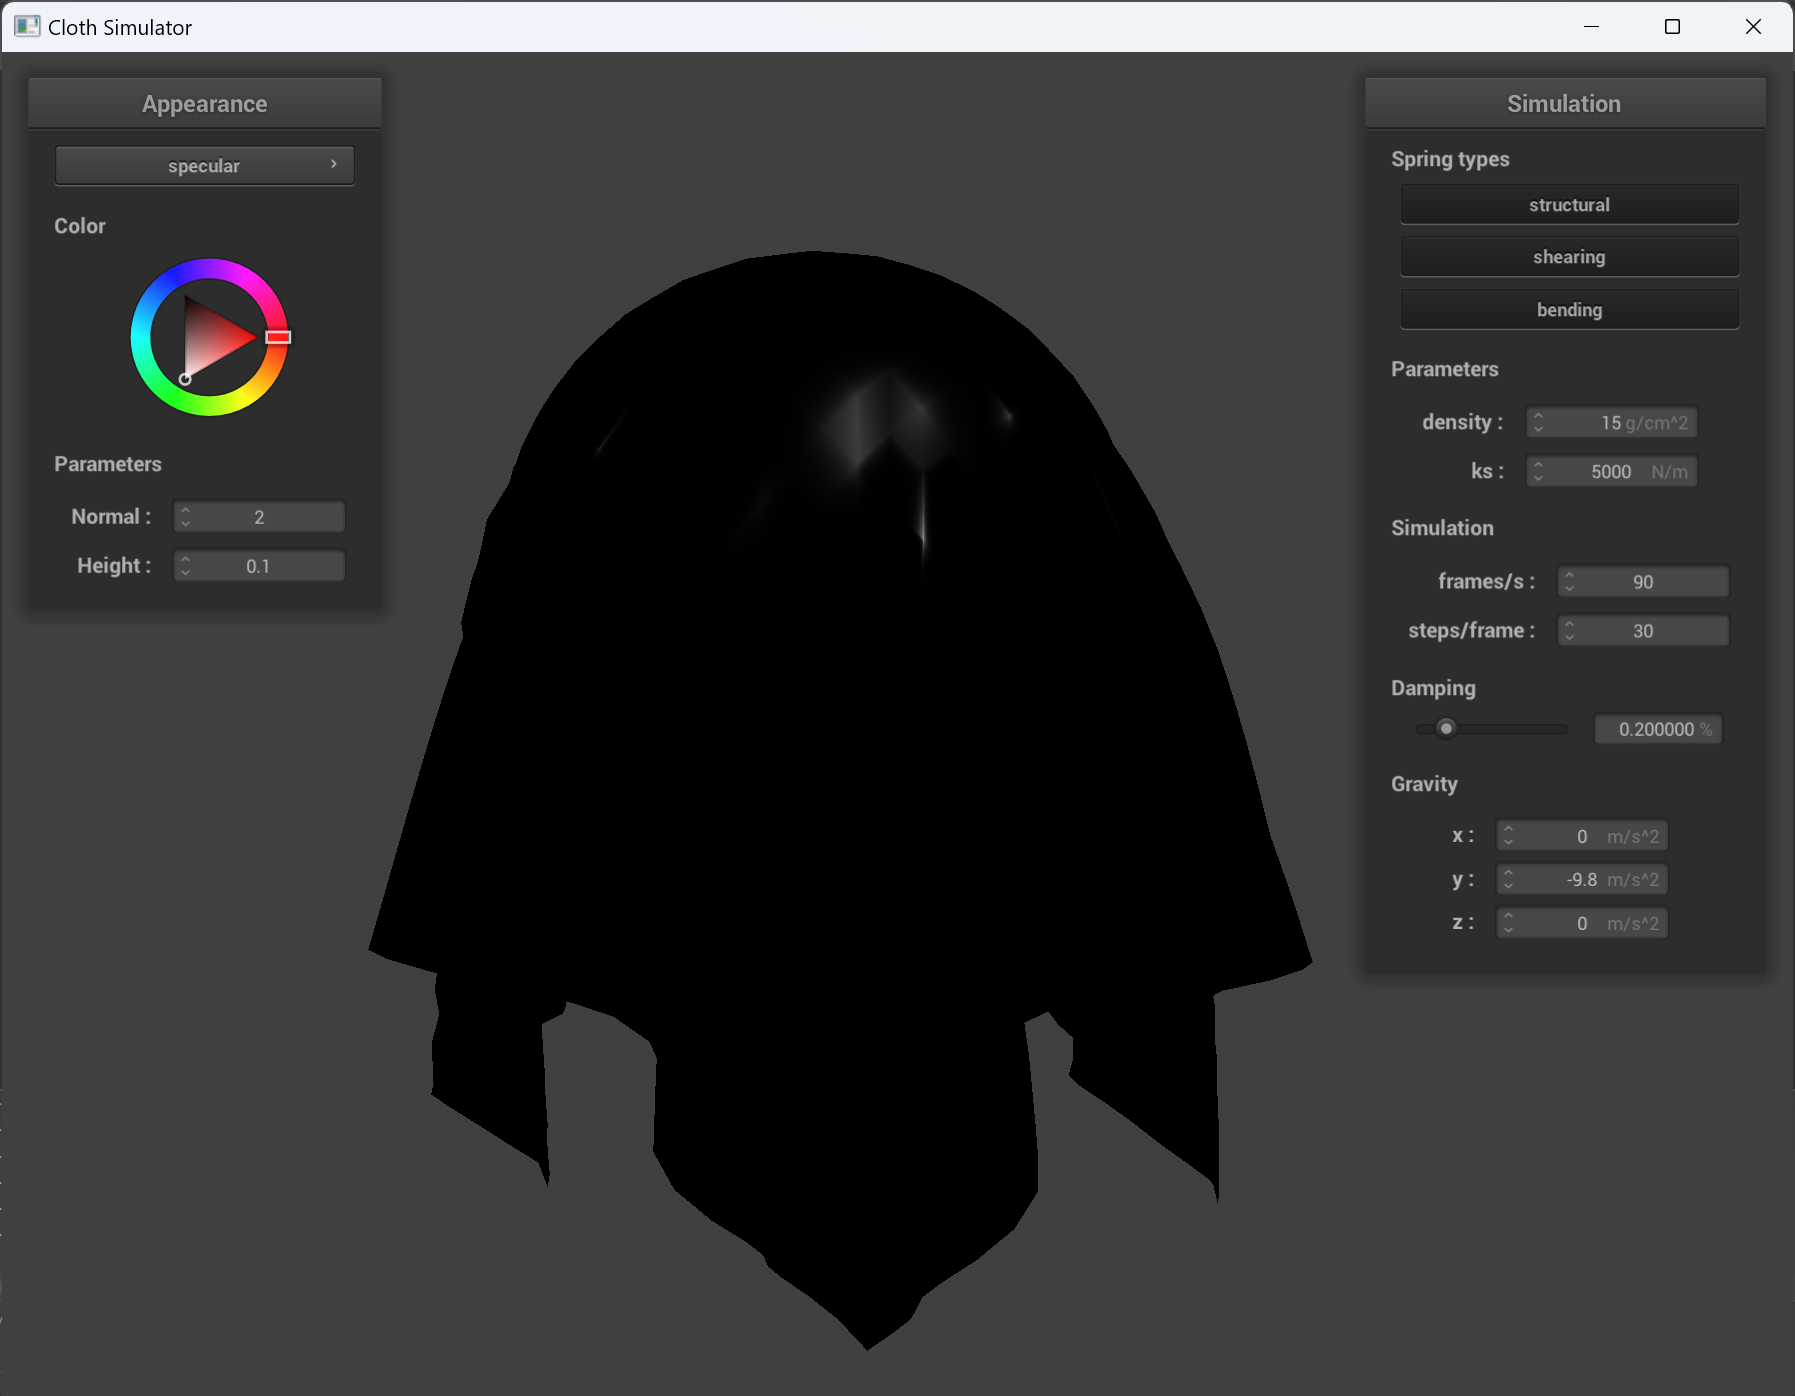 Cloth Simulator
Appearance
specular
Color
Parameters
Normal : 2
Height : 0.1
Simulation
Spring types
structural
shearing
bending
Parameters
density : 15 g/cm^2
ks : 5000 N/m
Simulation
frames/s : 90
steps/frame : 30
Damping
0.200000 %
Gravity
x : 0 m/s^2
y : -9.8 m/s^2
z : 0 m/s^2